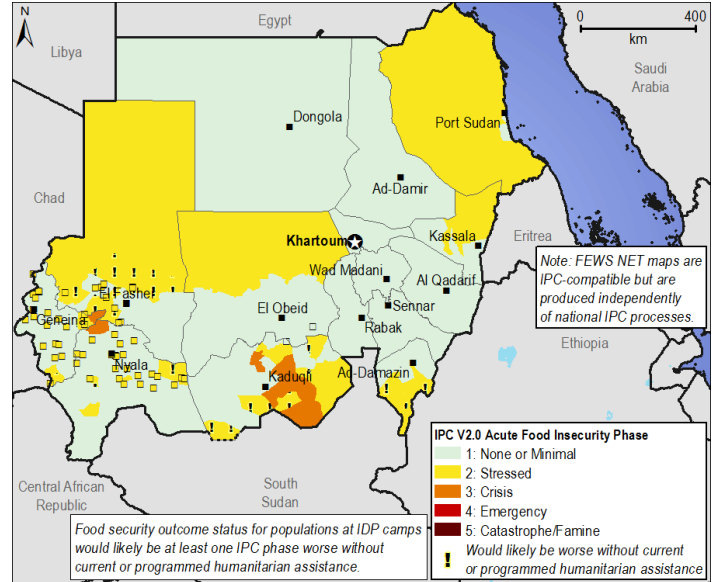 N
Egypt
0 400
km
Libya
Saudi
Arabia
Dongola
Port Sudan
Chad
Ad-Damir
Khartoum
Kassala
Eritrea
Note: FEWS NET maps are
IPC-compatible but are
produced independently
of national IPC processes.
Wad Madani
Al Qadarif
El Fasher
Geneina
El Obeid
Sennar
Rabak
Ethiopia
Nyala
Kaduqli
Ad-Damazin
Central African
Republic
South
Sudan
IPC V2.0 Acute Food Insecurity Phase
1: None or Minimal
2: Stressed
3: Crisis
4: Emergency
5: Catastrophe/Famine
! Would likely be worse without current
or programmed humanitarian assistance
Food security outcome status for populations at IDP camps
would likely be at least one IPC phase worse without
current or programmed humanitarian assistance.